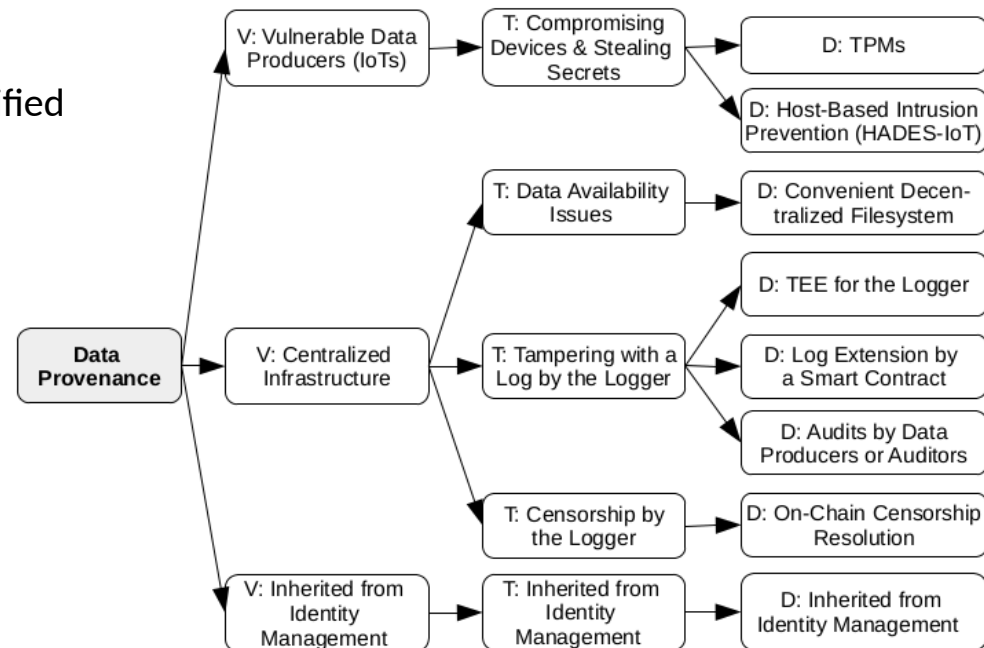 ified
Data
Provenance
V: Vulnerable Data
Producers (IoTs)
T: Compromising
Devices & Stealing
Secrets
D: TPMs
D: Host-Based Intrusion
Prevention (HADES-IoT)
V: Centralized
Infrastructure
T: Data Availability
Issues
D: Convenient Decen-
tralized Filesystem
T: Tampering with a
Log by the Logger
D: TEE for the Logger
D: Log Extension by
a Smart Contract
D: Audits by Data
Producers or Auditors
T: Censorship by
the Logger
D: On-Chain Censorship
Resolution
V: Inherited from
Identity
Management
T: Inherited from
Identity
Management
D: Inherited from
Identity Management